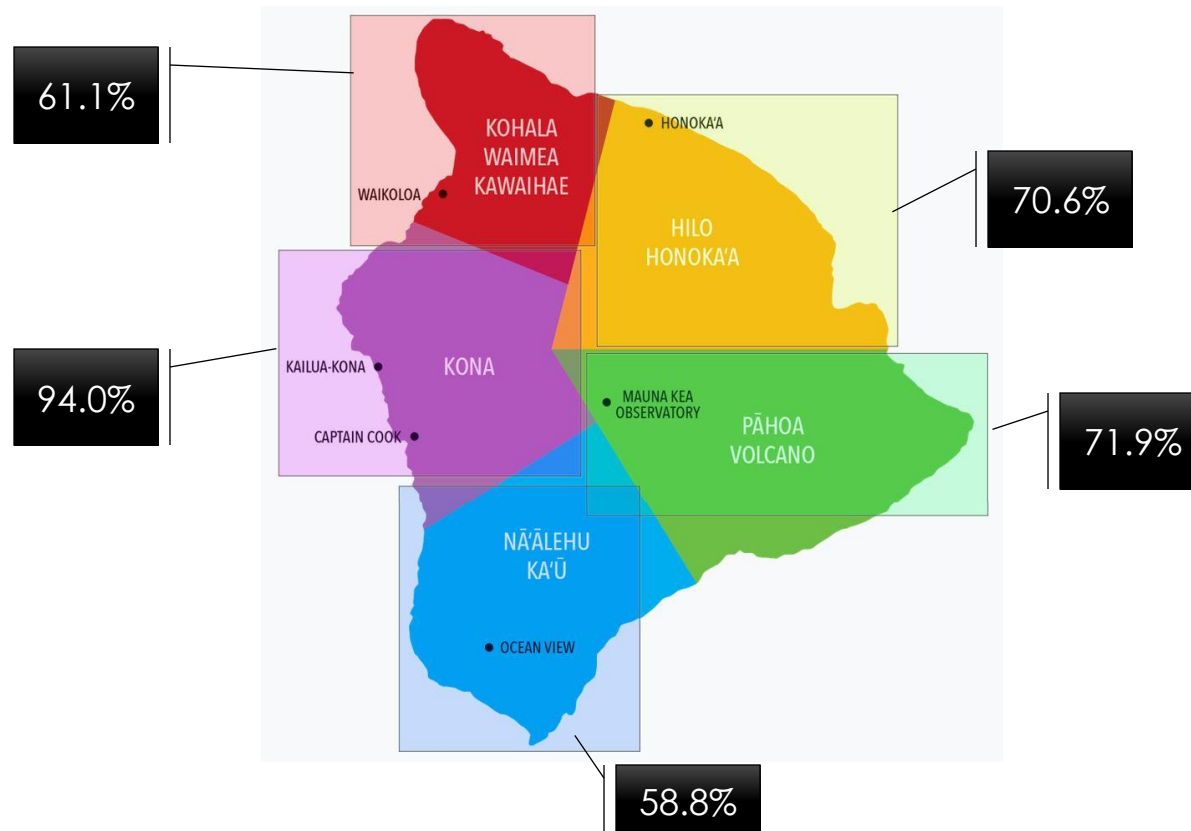 61.1%
KOHALA
WAIMEA
KAWAIHAE
WAIKOLOA
HONOKA'A
HILO
HONOKA'A
70.6%
94.0%
KAILUA-KONA
KONA
CAPTAIN COOK
MAUNA KEA
OBSERVATORY
PĀHOA
VOLCANO
71.9%
NĀ'ĀLEHU
KA'Ū
OCEAN VIEW
58.8%